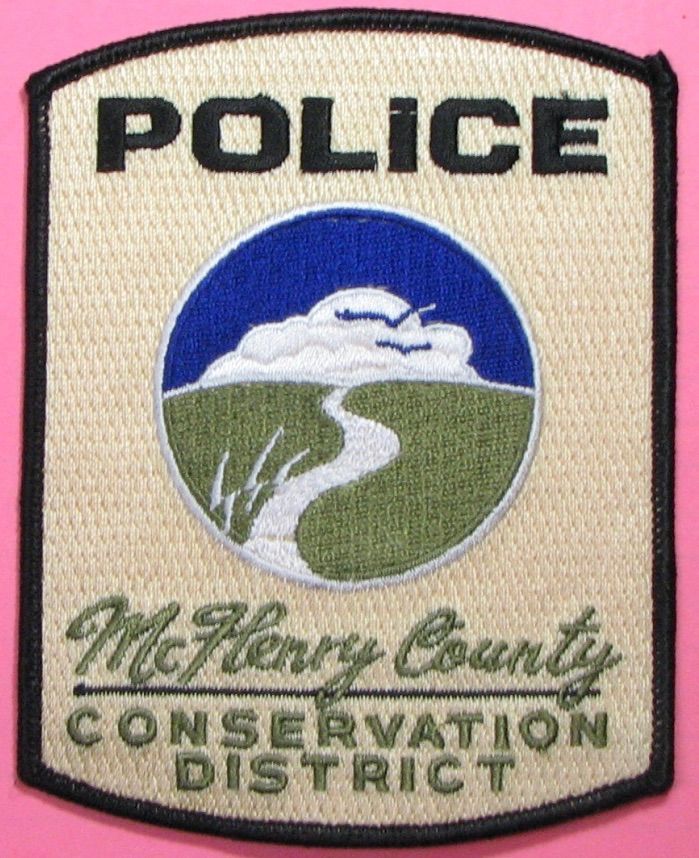 POLICE
McHenry County
CONSERVATION
DISTRICT